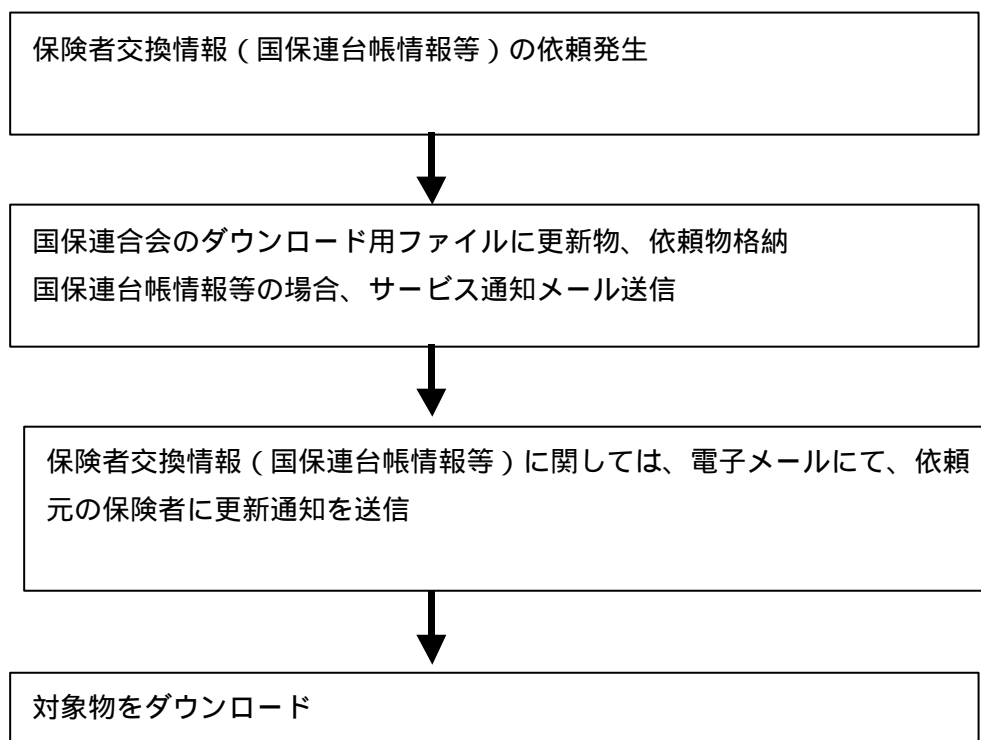 保険者交換情報（国保連台帳情報等）の依頼発生
国保連合会のダウンロード用ファイルに更新物、依頼物格納
国保連台帳情報等の場合、サービス通知メール送信
保険者交換情報（国保連台帳情報等）に関しては、電子メールにて、依頼
元の保険者に更新通知を送信
対象物をダウンロード